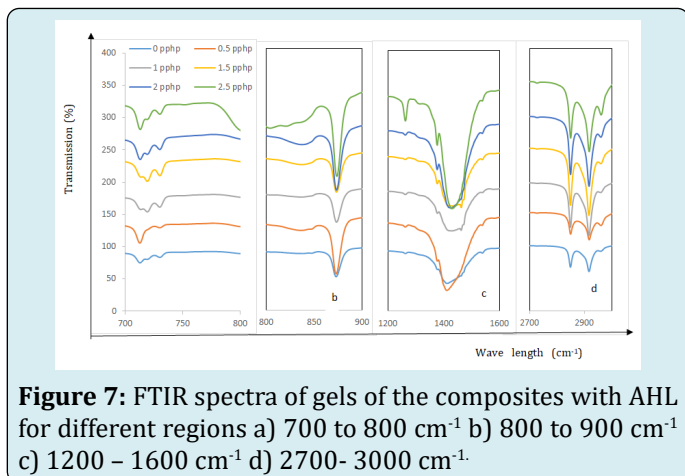 400
350
300
250
200
150
100
50
0
Transmission (%)
0 pphp
0.5 pphp
1 pphp
1.5 pphp
2 pphp
2.5 pphp
b
c
d
700
750
800
800
850
900
1200
1400
1600
2700
2900
Wave length (cm-1)
Figure 7: FTIR spectra of gels of the composites with AHL
for different regions a) 700 to 800 cm-1 b) 800 to 900 cm-1
c) 1200 – 1600 cm-1 d) 2700- 3000 cm-1.